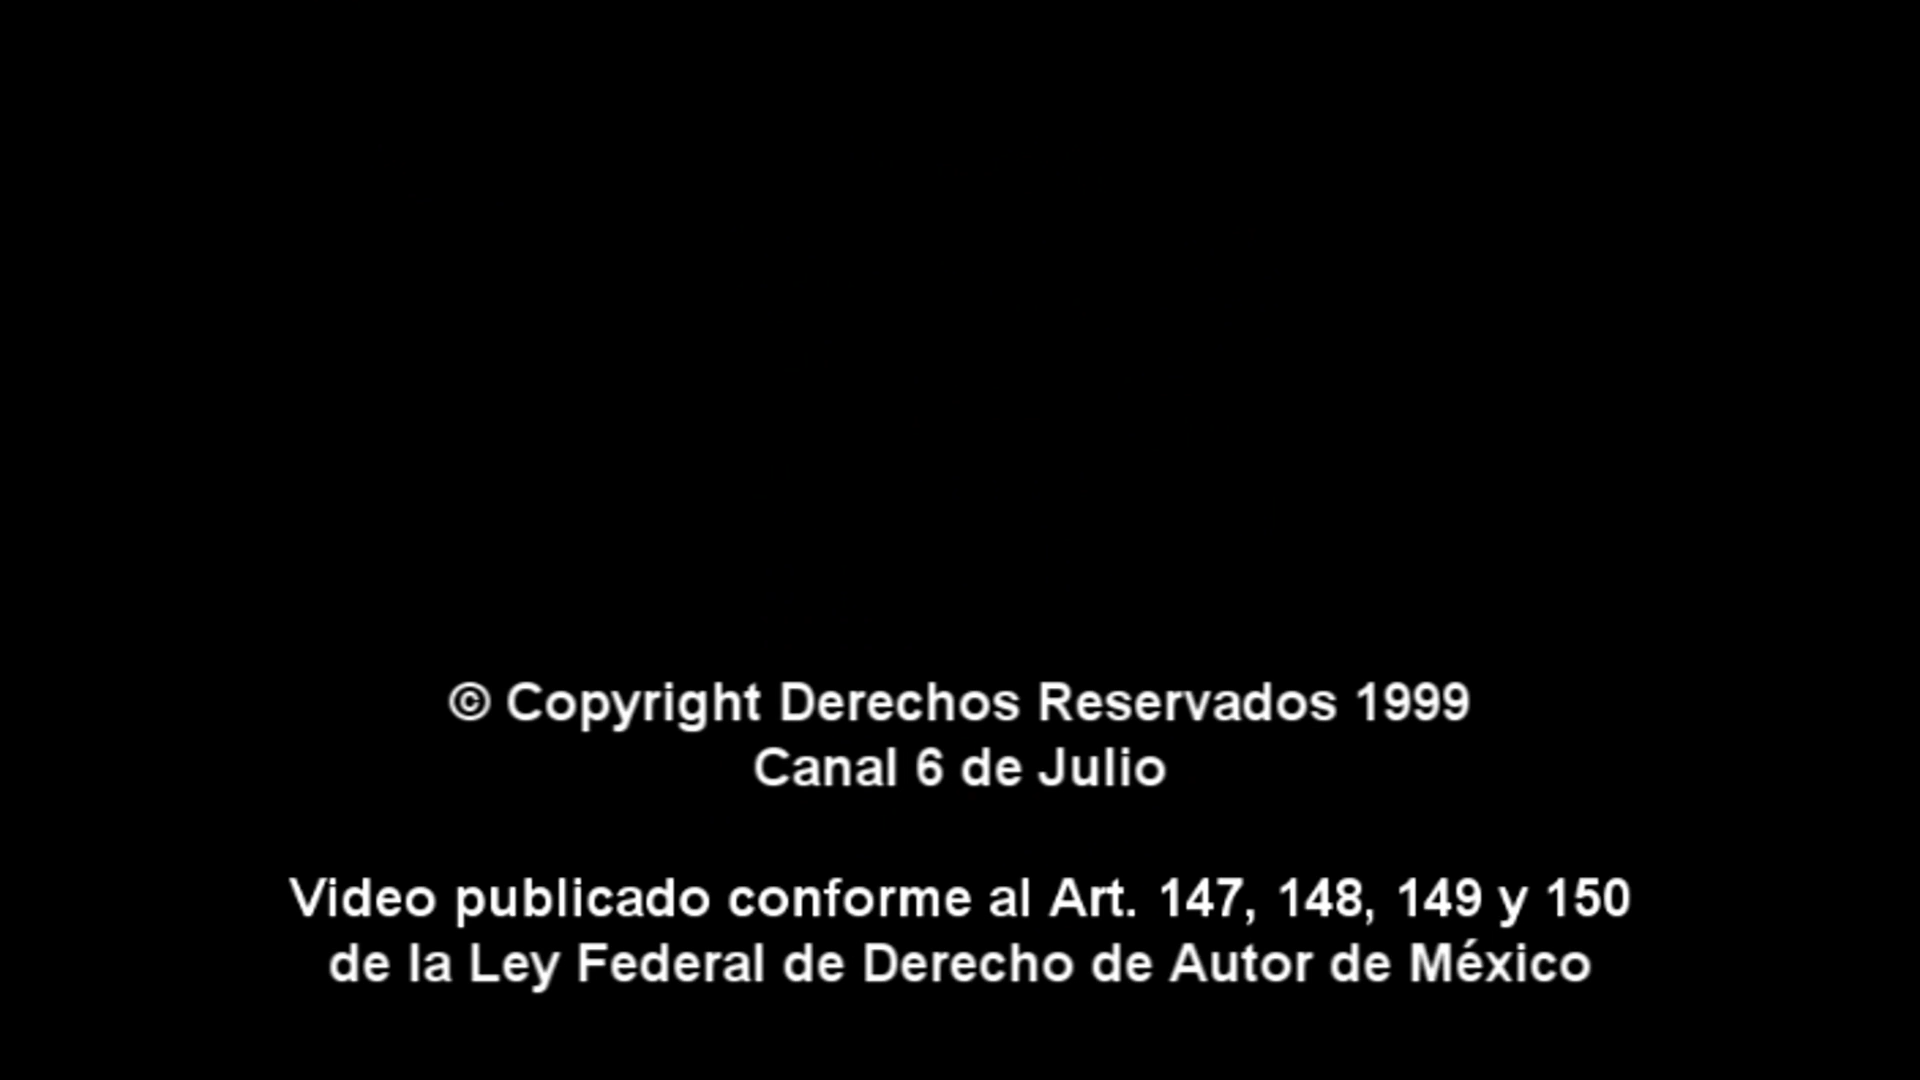 © Copyright Derechos Reservados 1999
Canal 6 de Julio
Video publicado conforme al Art. 147, 148, 149 y 150
de la Ley Federal de Derecho de Autor de México